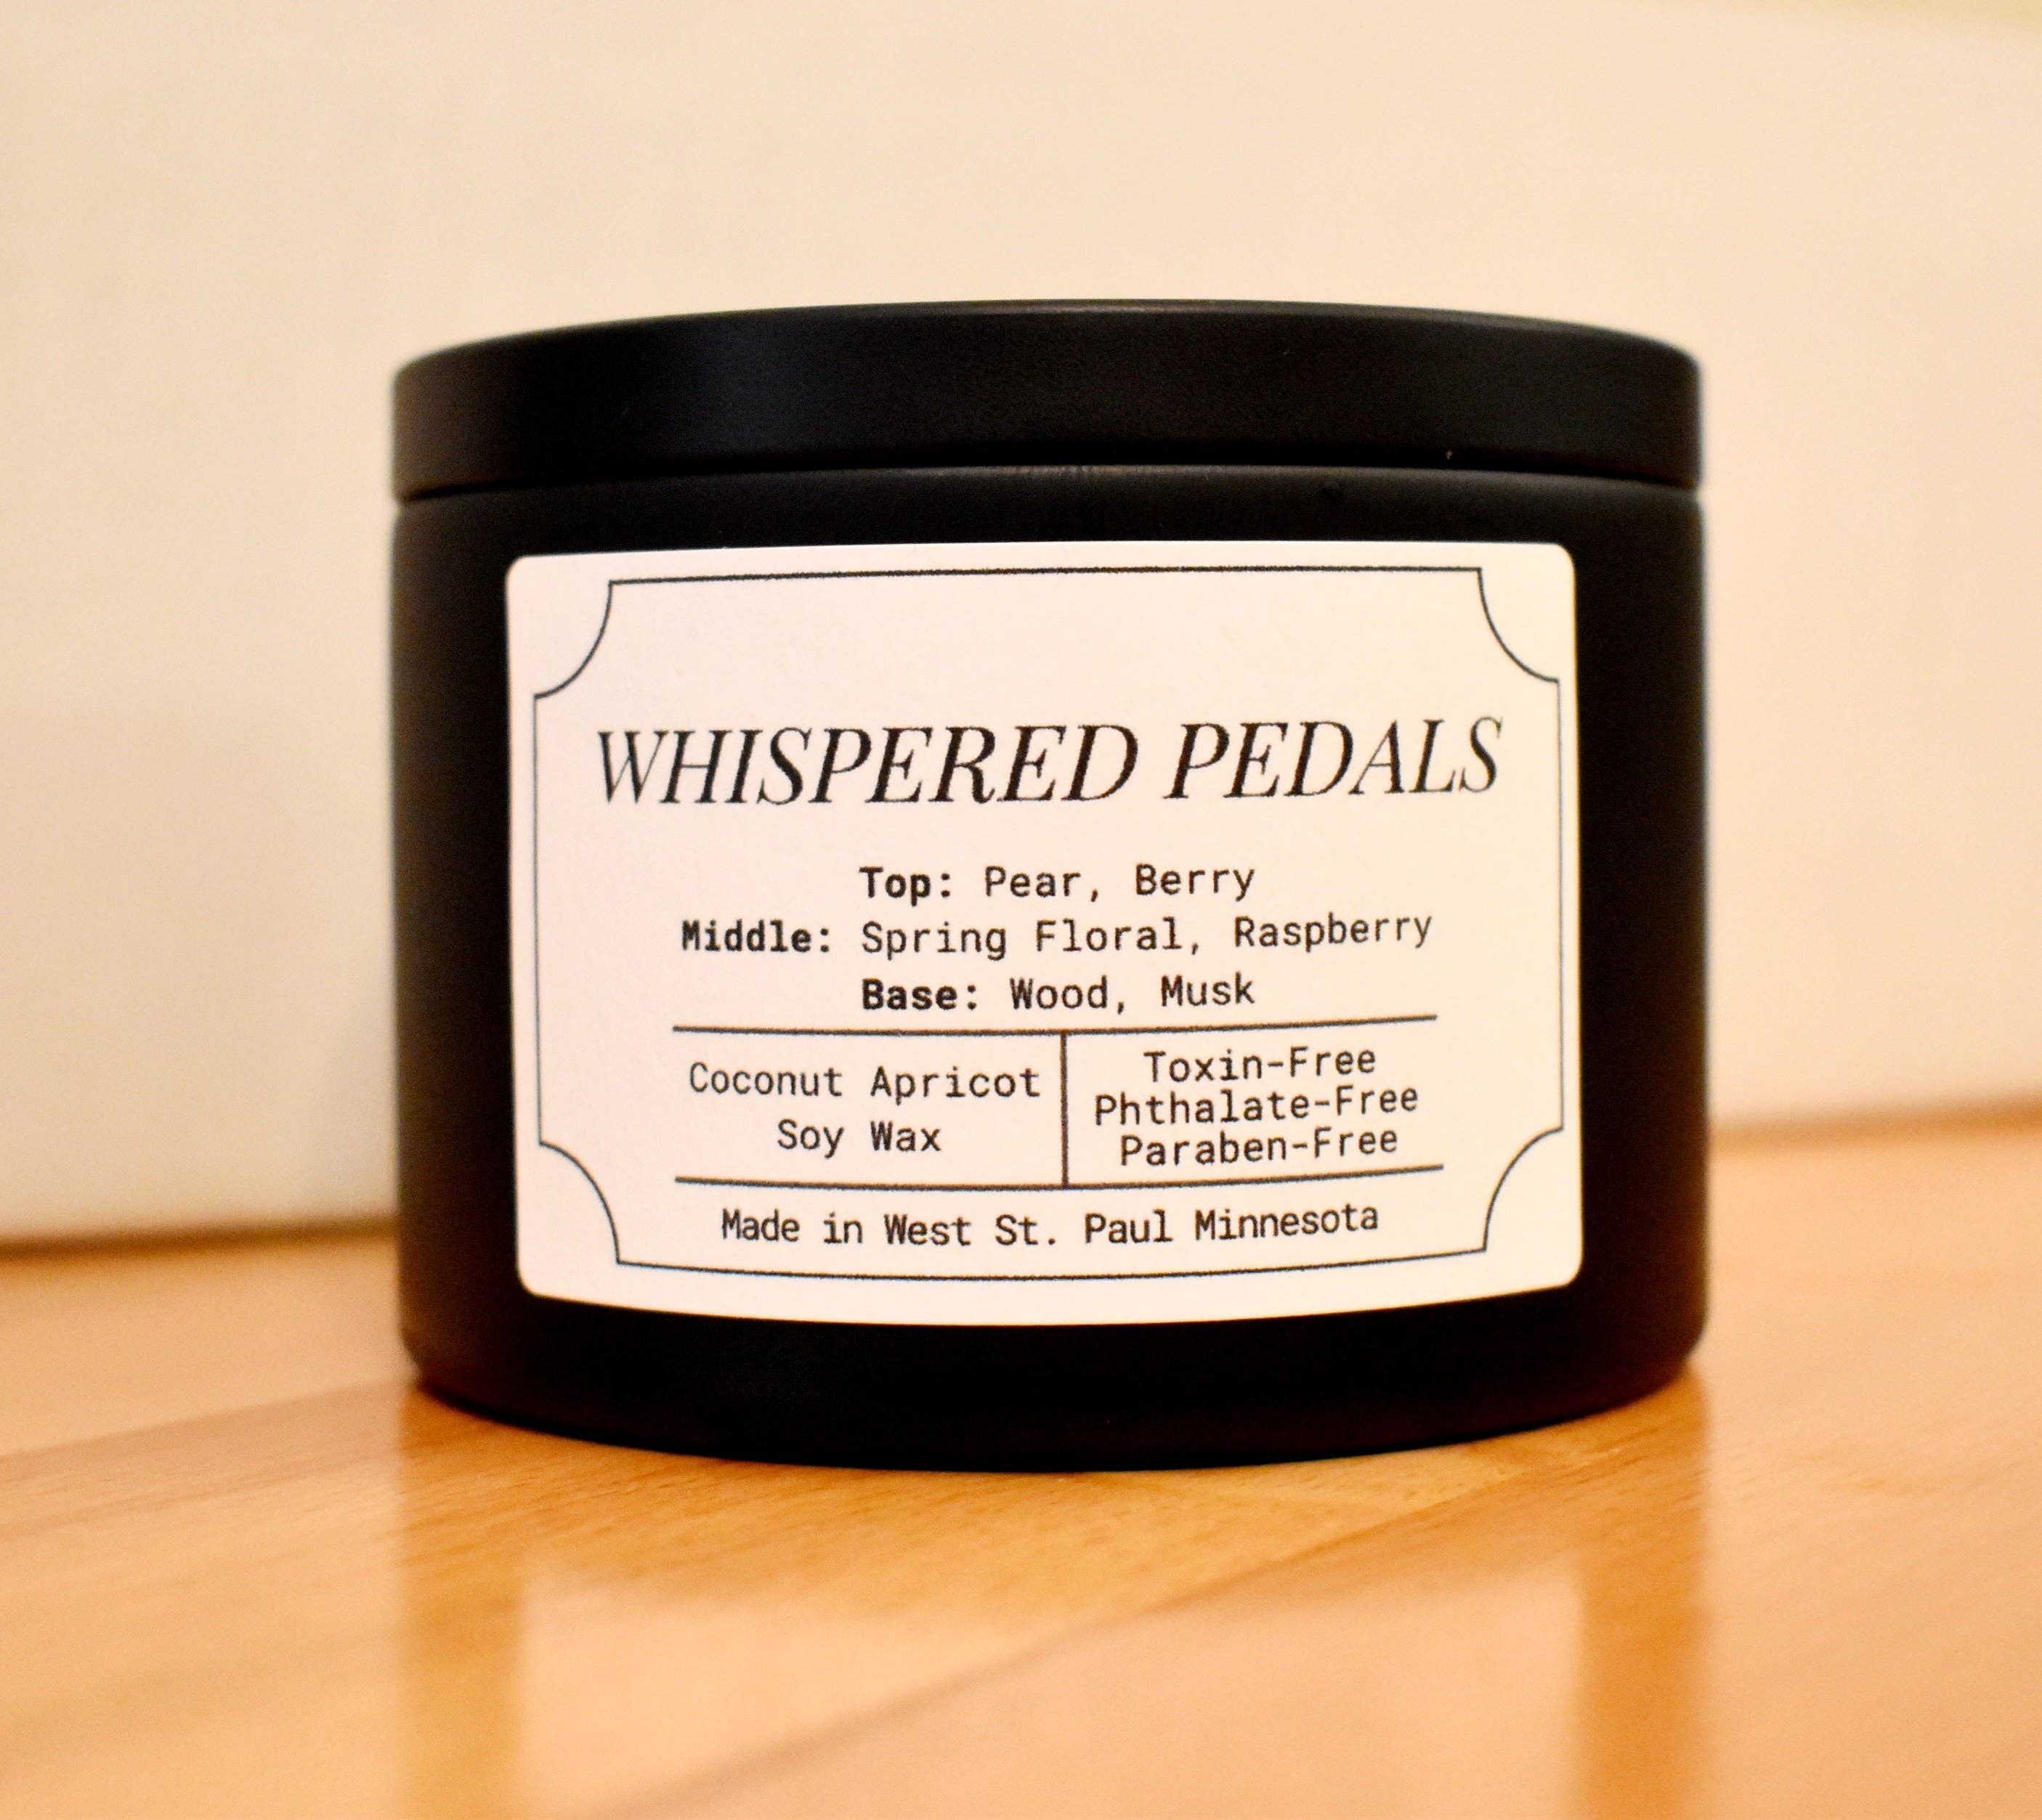 WHISPERED PEDALS
Top: Pear, Berry
Middle: Spring Floral, Raspberry
Base: Wood, Musk
Coconut Apricot
Soy Wax
Toxin-Free
Phthalate-Free
Paraben-Free
Made in West St. Paul Minnesota